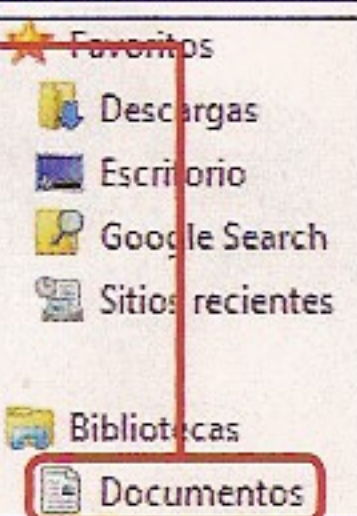 Favoritos
Descargas
Escritorio
Google Search
Sitios recientes
Bibliotecas
Documentos